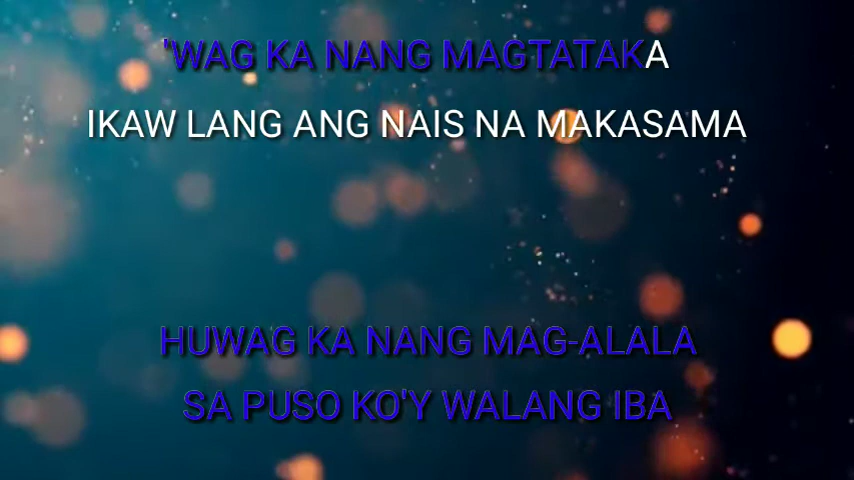 'WAG KA NANG MAGTATAKA
IKAW LANG ANG NAIS NA MAKASAMA
HUWAG KA NANG MAG-ALALA
SA PUSO KO'Y WALANG IBA